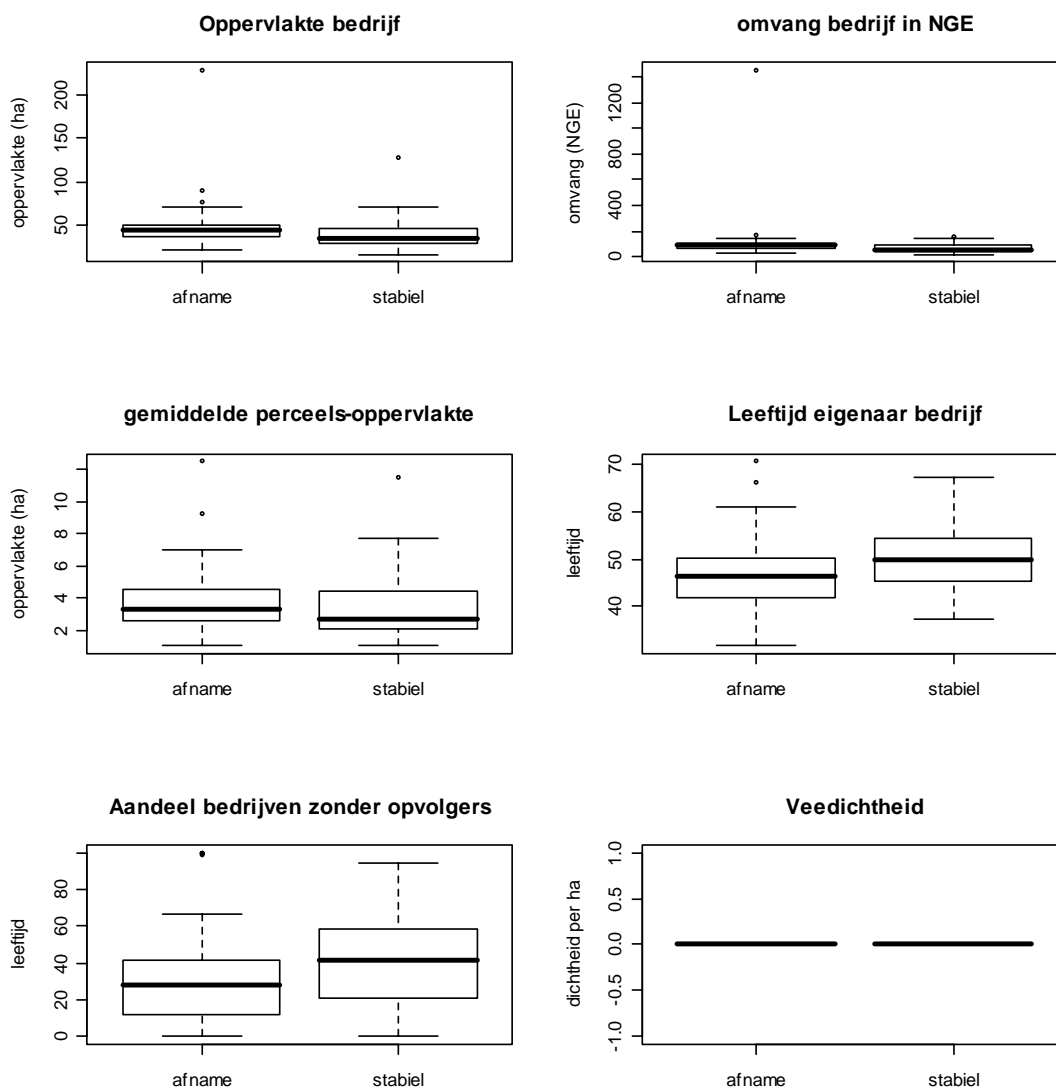 Oppervlakte bedrijf
oppervlakte (ha)
200
150
100
50
afname
stabiel
omvang bedrijf in NGE
omvang (NGE)
1200
800
400
0
afname
stabiel
gemiddelde perceels-oppervlakte
oppervlakte (ha)
10
8
6
4
2
afname
stabiel
Leeftijd eigenaar bedrijf
leeftijd
70
60
50
40
afname
stabiel
Aandeel bedrijven zonder opvolgers
leeftijd
80
60
40
20
0
afname
stabiel
Veedichtheid
dichtheid per ha
1.0
0.5
0.0
-0.5
-1.0
afname
stabiel